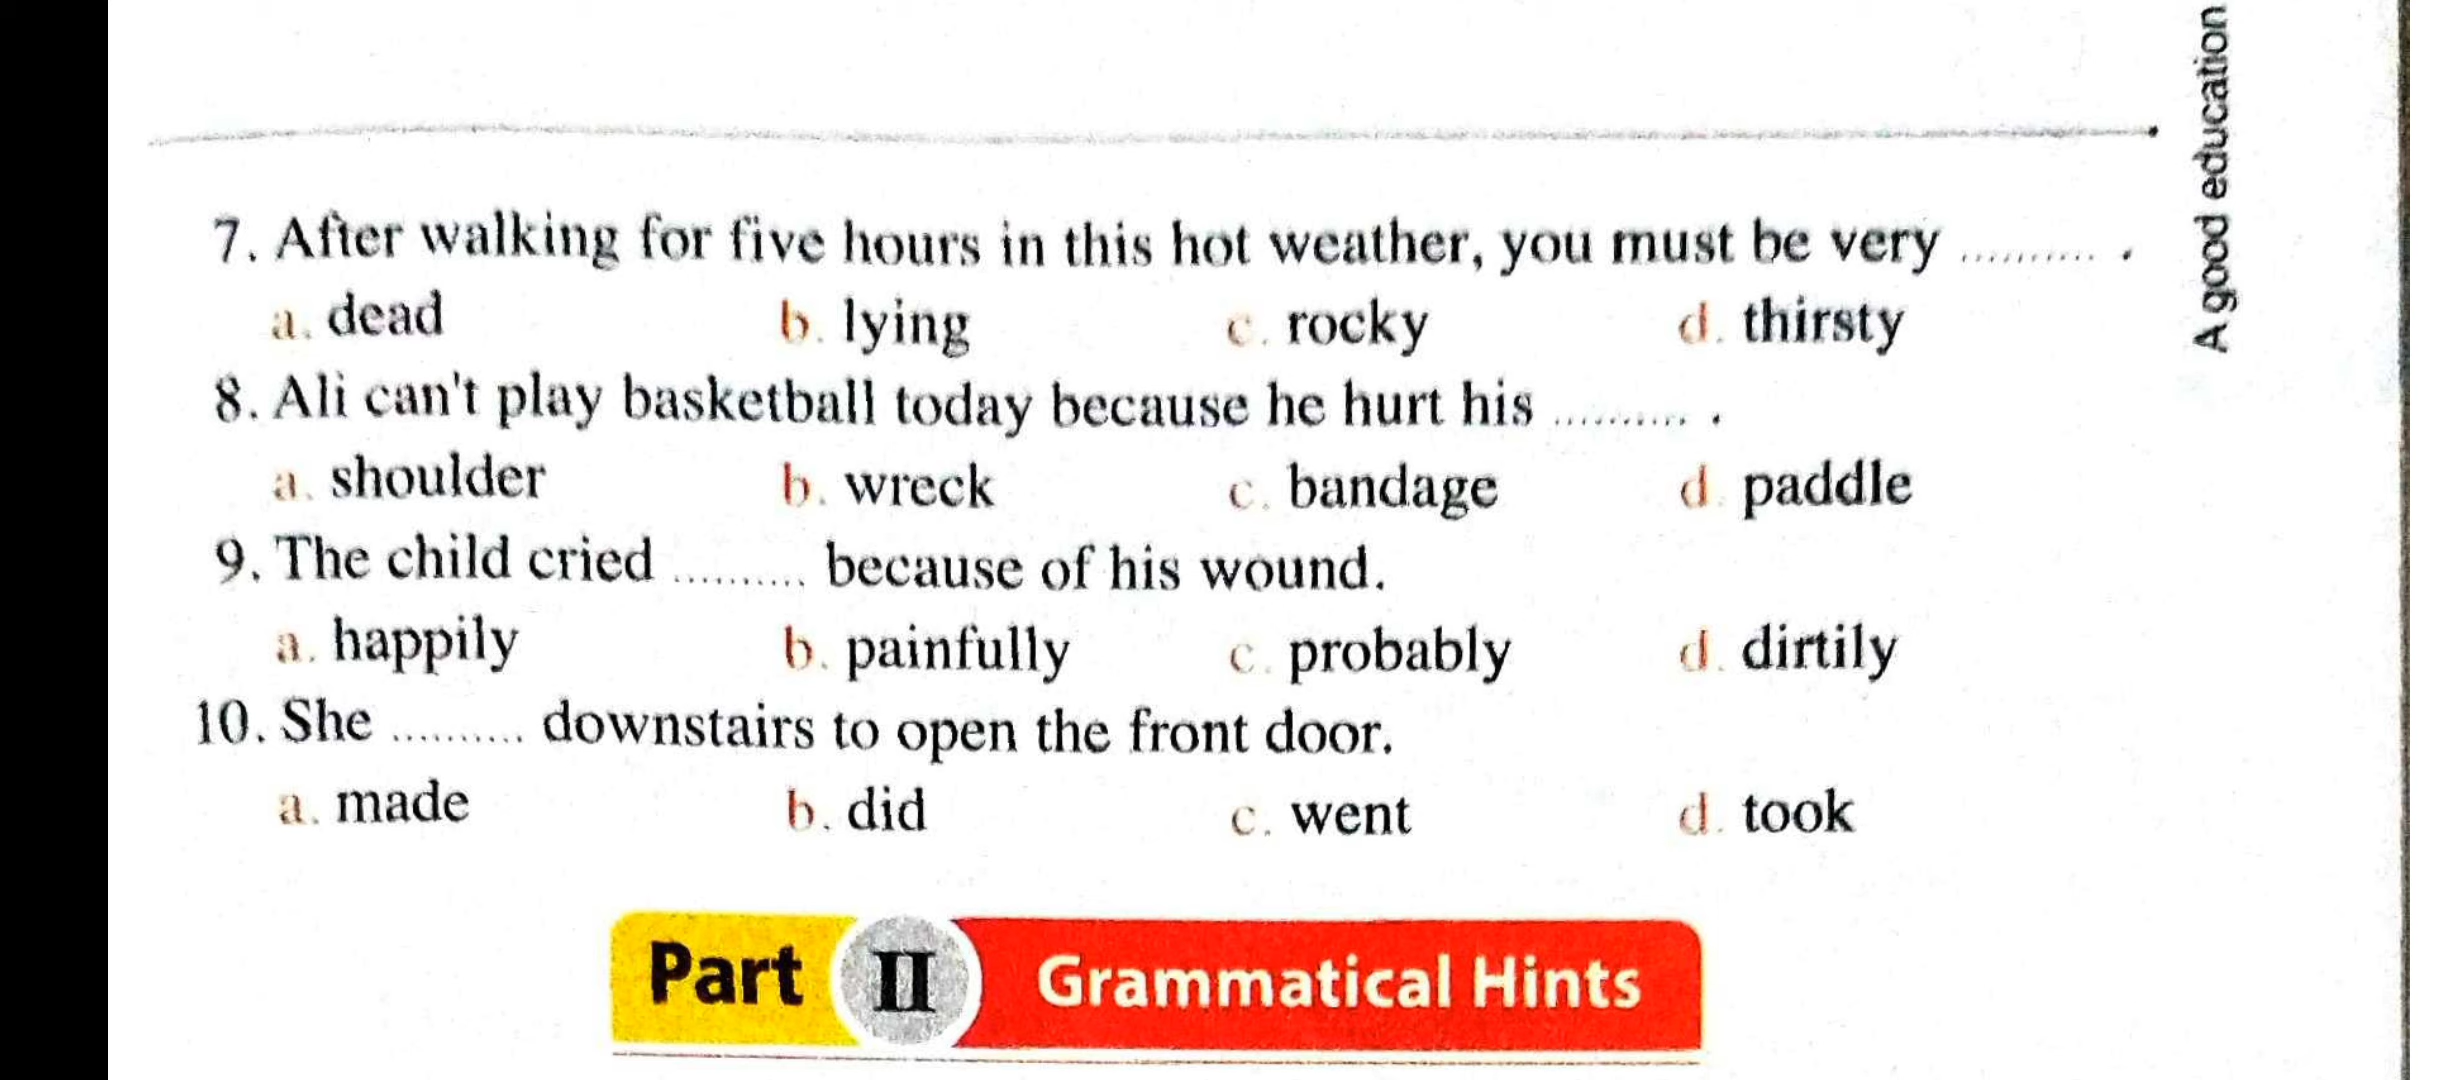 A good education
7. After walking for five hours in this hot weather, you must be very .......... .
a. dead b. lying c. rocky d. thirsty
8. Ali can't play basketball today because he hurt his .......... .
a. shoulder b. wreck c. bandage d. paddle
9. The child cried .......... because of his wound.
a. happily b. painfully c. probably d. dirtily
10. She .......... downstairs to open the front door.
a. made b. did c. went d. took
Part II Grammatical Hints